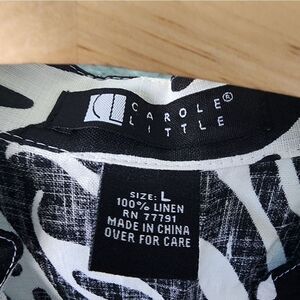 CL CAROLE®
LITTLE
SIZE: L
100% LINEN
RN 77791
MADE IN CHINA
OVER FOR CARE